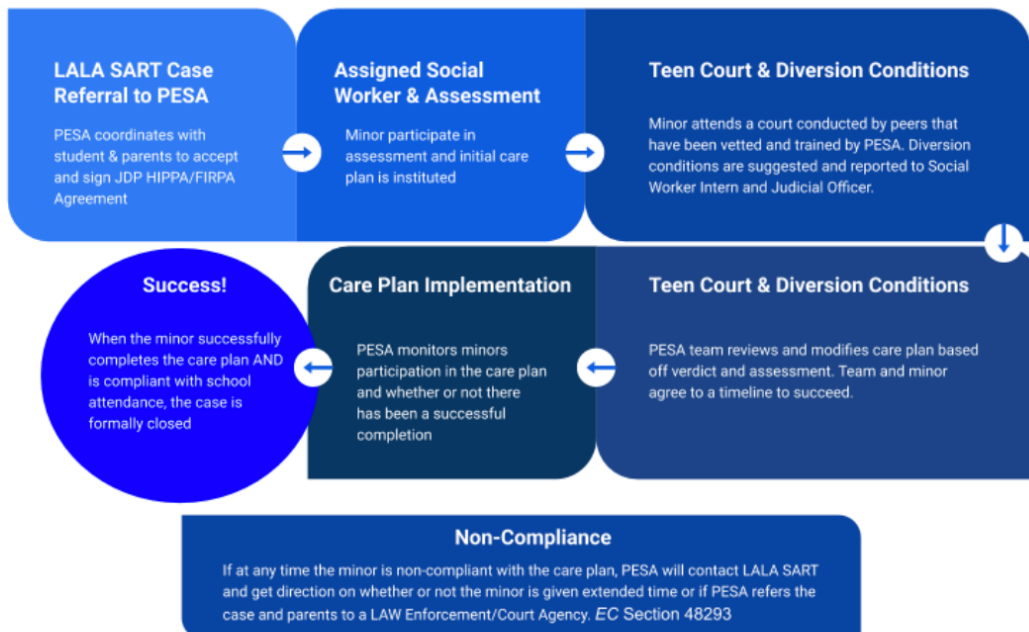 LALA SART Case
Referral to PESA
PESA coordinates with
student & parents to accept
and sign JDP HIPPA/FIRPA
Agreement
Assigned Social
Worker & Assessment
Minor participate in
assessment and initial care
plan is instituted
Teen Court & Diversion Conditions
Minor attends a court conducted by peers that
have been vetted and trained by PESA. Diversion
conditions are suggested and reported to Social
Worker Intern and Judicial Officer.
Teen Court & Diversion Conditions
PESA team reviews and modifies care plan based
off verdict and assessment. Team and minor
agree to a timeline to succeed.
Care Plan Implementation
PESA monitors minors
participation in the care plan
and whether or not there
has been a successful
completion
Success!
When the minor successfully
completes the care plan AND
is compliant with school
attendance, the case is
formally closed
Non-Compliance
If at any time the minor is non-compliant with the care plan, PESA will contact LALA SART
and get direction on whether or not the minor is given extended time or if PESA refers the
case and parents to a LAW Enforcement/Court Agency. EC Section 48293